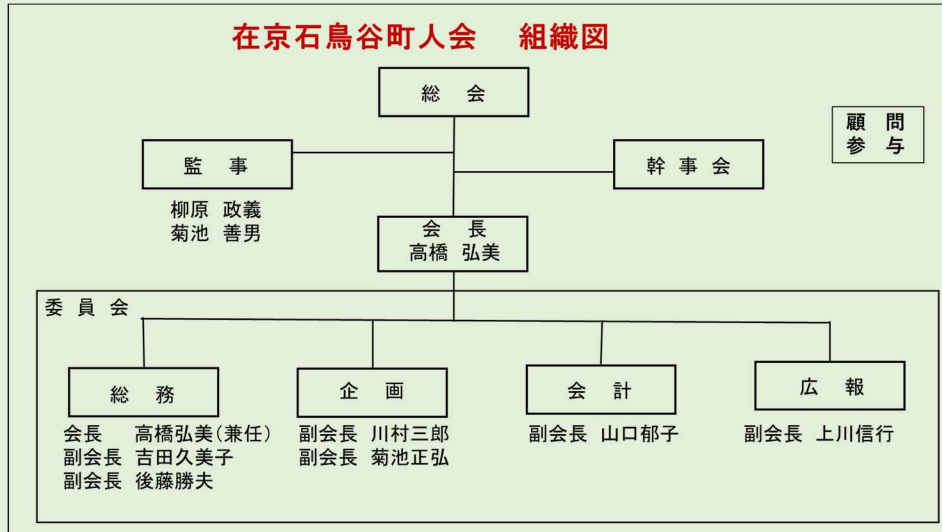 在京石鳥谷町人会　組織図
総　会
顧　問
参　与
監　事
幹 事 会
柳原 政義
菊池 善男
会　長
高橋 弘美
委 員 会
総　務
企　画
会　計
広　報
会長　高橋弘美(兼任)
副会長 吉田久美子
副会長 後藤勝夫
副会長 川村三郎
副会長 菊池正弘
副会長 山口郁子
副会長 上川信行